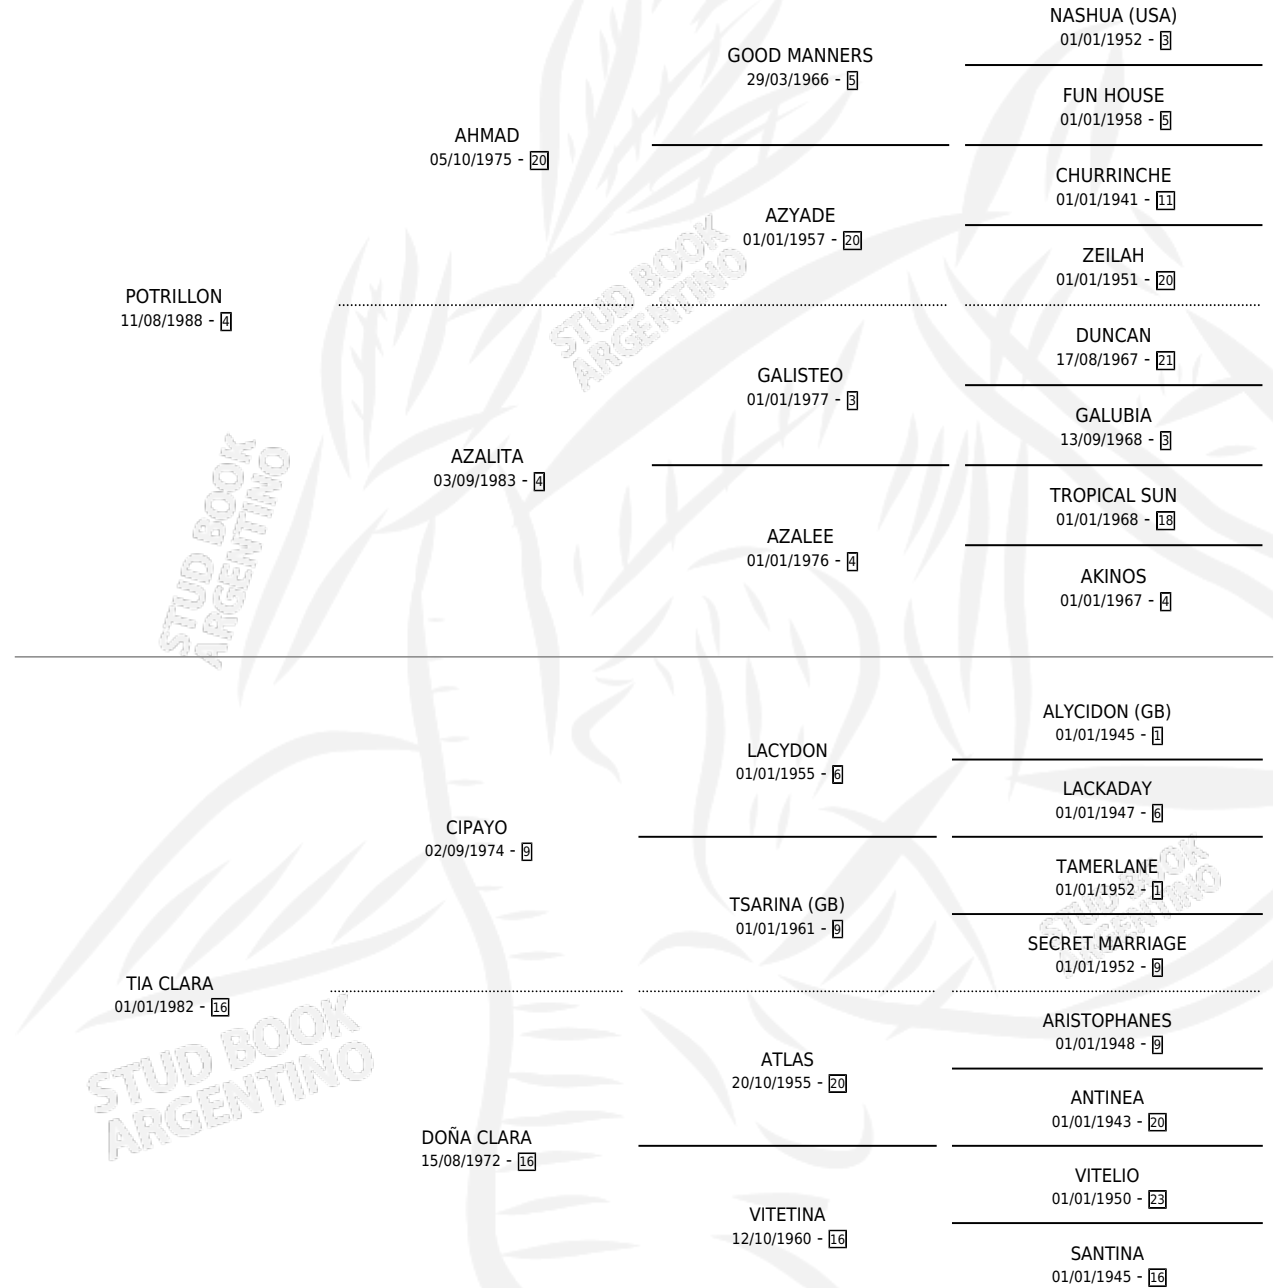 NASHUA (USA)
01/01/1952 - 3
GOOD MANNERS
29/03/1966 - 5
FUN HOUSE
01/01/1958 - 5
AHMAD
05/10/1975 - 20
CHURRINCHE
01/01/1941 - 11
AZYADE
01/01/1957 - 20
ZEILAH
01/01/1951 - 20
POTRILLON
11/08/1988 - 4
DUNCAN
17/08/1967 - 21
GALISTEO
01/01/1977 - 3
GALUBIA
13/09/1968 - 3
AZALITA
03/09/1983 - 4
TROPICAL SUN
01/01/1968 - 18
AZALEE
01/01/1976 - 4
AKINOS
01/01/1967 - 4
ALYCIDON (GB)
01/01/1945 - 1
LACYDON
01/01/1955 - 6
LACKADAY
01/01/1947 - 6
CIPAYO
02/09/1974 - 9
TAMERLANE
01/01/1952 - 1
TSARINA (GB)
01/01/1961 - 9
SECRET MARRIAGE
01/01/1952 - 9
TIA CLARA
01/01/1982 - 16
ARISTOPHANES
01/01/1948 - 9
ATLAS
20/10/1955 - 20
ANTINEA
01/01/1943 - 20
DOÑA CLARA
15/08/1972 - 16
VITELIO
01/01/1950 - 23
VITETINA
12/10/1960 - 16
SANTINA
01/01/1945 - 16
STUD BOOK
ARGENTINO
STUD BOOK
ARGENTINO
STUD BOOK
ARGENTINO
STUD BOOK
ARGENTINO